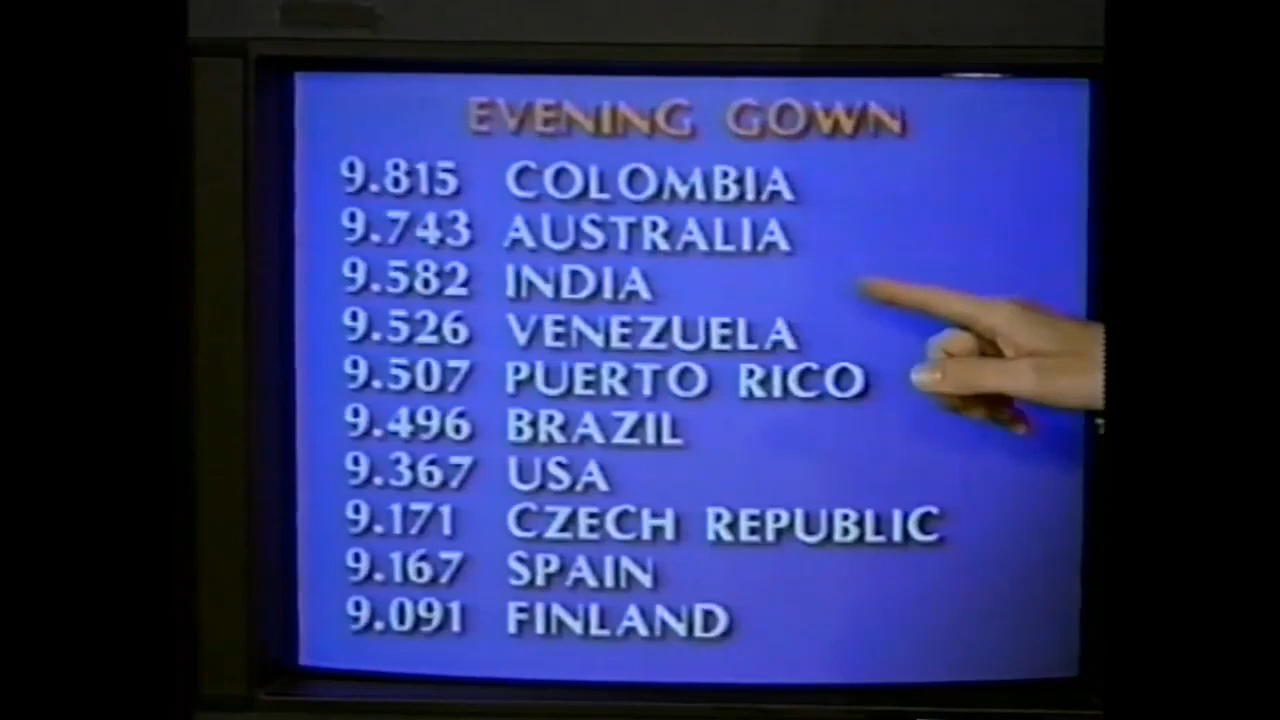 EVENING GOWN
9.815 COLOMBIA
9.743 AUSTRALIA
9.582 INDIA
9.526 VENEZUELA
9.507 PUERTO RICO
9.496 BRAZIL
9.367 USA
9.171 CZECH REPUBLIC
9.167 SPAIN
9.091 FINLAND